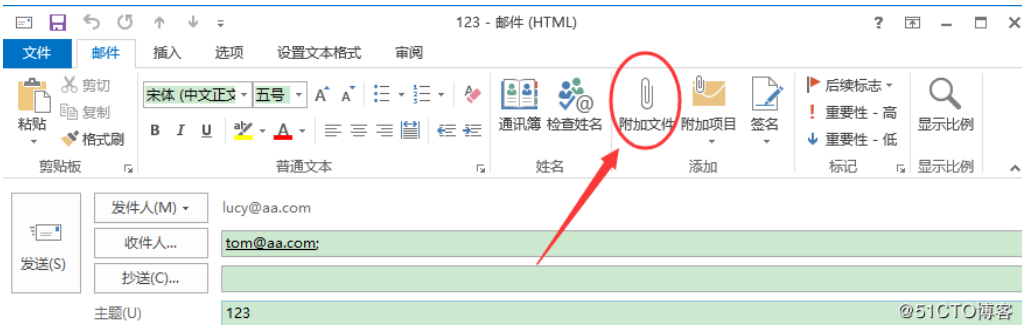 123 - 邮件 (HTML)
?
文件 邮件 插入 选项 设置文本格式 审阅
剪切
复制
格式刷
粘贴
剪贴板
宋体 (中文正文 五号 A A
B I U ab A
普通文本
通讯簿 检查姓名
姓名
附加文件 附加项目 签名
添加
后续标志
重要性 - 高
重要性 - 低
标记
显示比例
显示比例
发送(S)
发件人(M) lucy@aa.com
收件人... tom@aa.com;
抄送(C)...
主题(U) 123
@51CTO博客